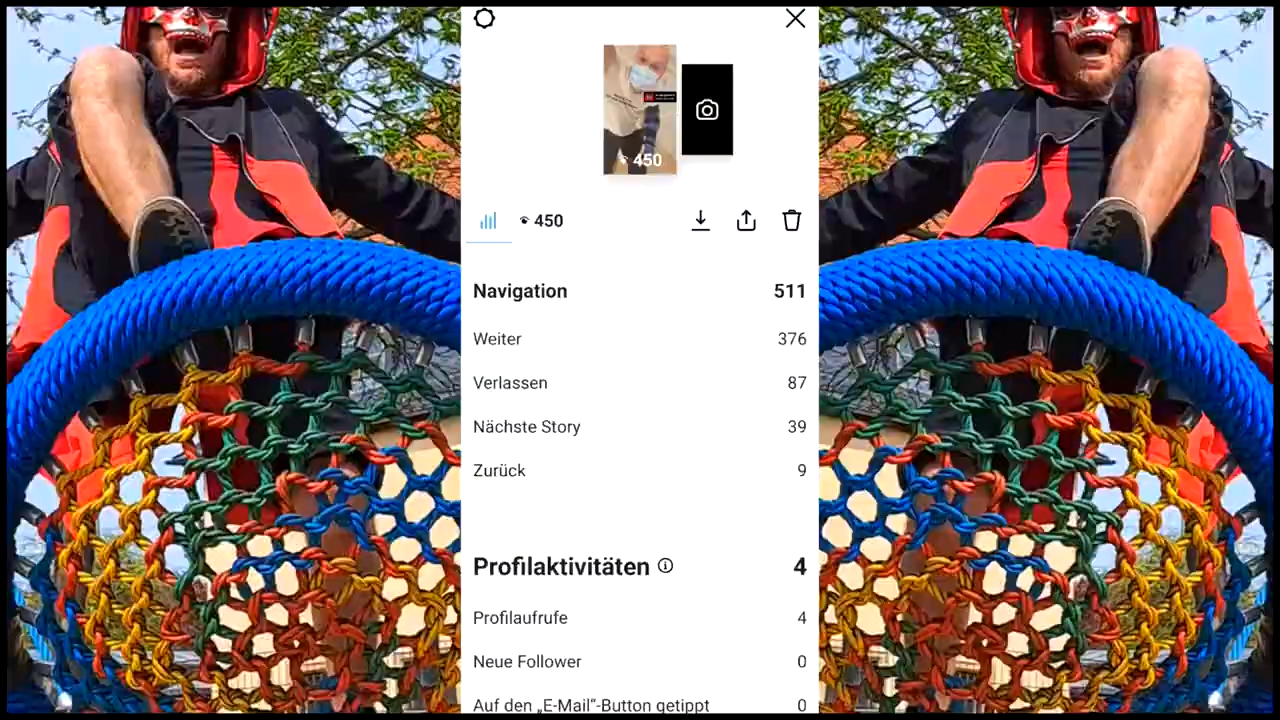 450
450
Navigation 511
Weiter 376
Verlassen 87
Nächste Story 39
Zurück 9
Profilaktivitäten 4
Profilaufrufe 4
Neue Follower 0
Auf den „E-Mail“-Button getippt 0